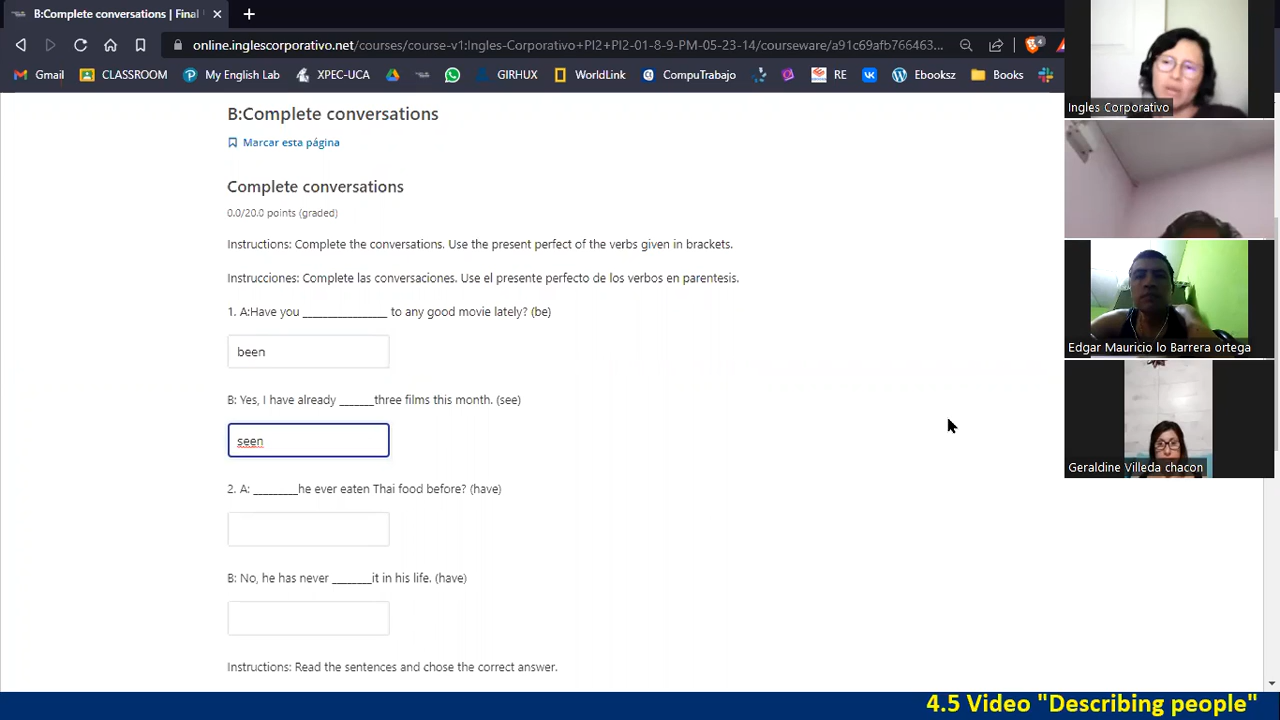 B:Complete conversations | Final
online.inglescorporativo.net/courses/course-v1:Ingles-Corporativo+PI2+PI2-01-8-9-PM-05-23-14/courseware/a91c69afb766463...
4
Gmail CLASSROOM My English Lab XPEC-UCA GIRHUX WorldLink CompuTrabajo RE Ebooksz Books
B:Complete conversations
Marcar esta página
Complete conversations
0.0/20.0 points (graded)
Instructions: Complete the conversations. Use the present perfect of the verbs given in brackets.
Instrucciones: Complete las conversaciones. Use el presente perfecto de los verbos en parentesis.
1. A:Have you ________________ to any good movie lately? (be)
been
B: Yes, I have already _______three films this month. (see)
seen
2. A: _________he ever eaten Thai food before? (have)
B: No, he has never ________it in his life. (have)
Instructions: Read the sentences and chose the correct answer.
Ingles Corporativo
Edgar Mauricio lo Barrera ortega
Geraldine Villeda chacon
4.5 Video "Describing people"